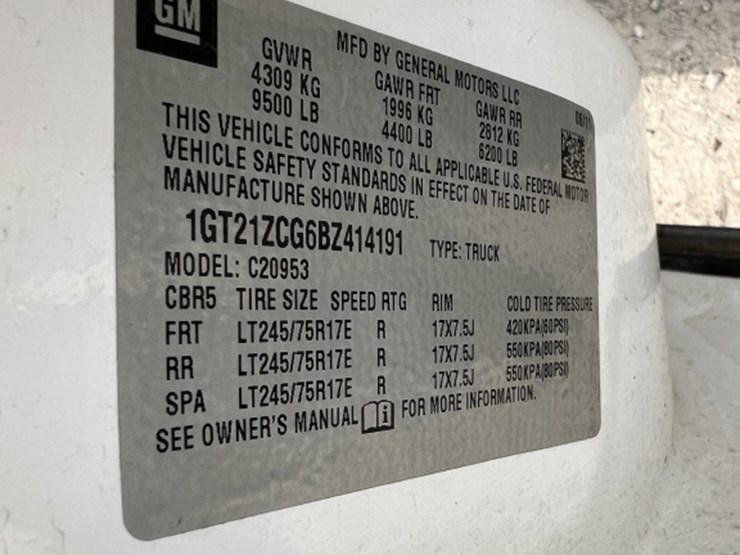 GM
MFD BY GENERAL MOTORS LLC
GVWR GAWR FRT GAWR RR
4309 KG 1996 KG 2812 KG
9500 LB 4400 LB 6200 LB
08/11
THIS VEHICLE CONFORMS TO ALL APPLICABLE U.S. FEDERAL MOTOR
VEHICLE SAFETY STANDARDS IN EFFECT ON THE DATE OF
MANUFACTURE SHOWN ABOVE.
1GT21ZCG6BZ414191 TYPE: TRUCK
MODEL: C20953
CBR5 TIRE SIZE SPEED RTG RIM COLD TIRE PRESSURE
FRT LT245/75R17E R 17X7.5J 420KPA(60PSI)
RR LT245/75R17E R 17X7.5J 550KPA(80PSI)
SPA LT245/75R17E R 17X7.5J 550KPA(80PSI)
SEE OWNER'S MANUAL FOR MORE INFORMATION.